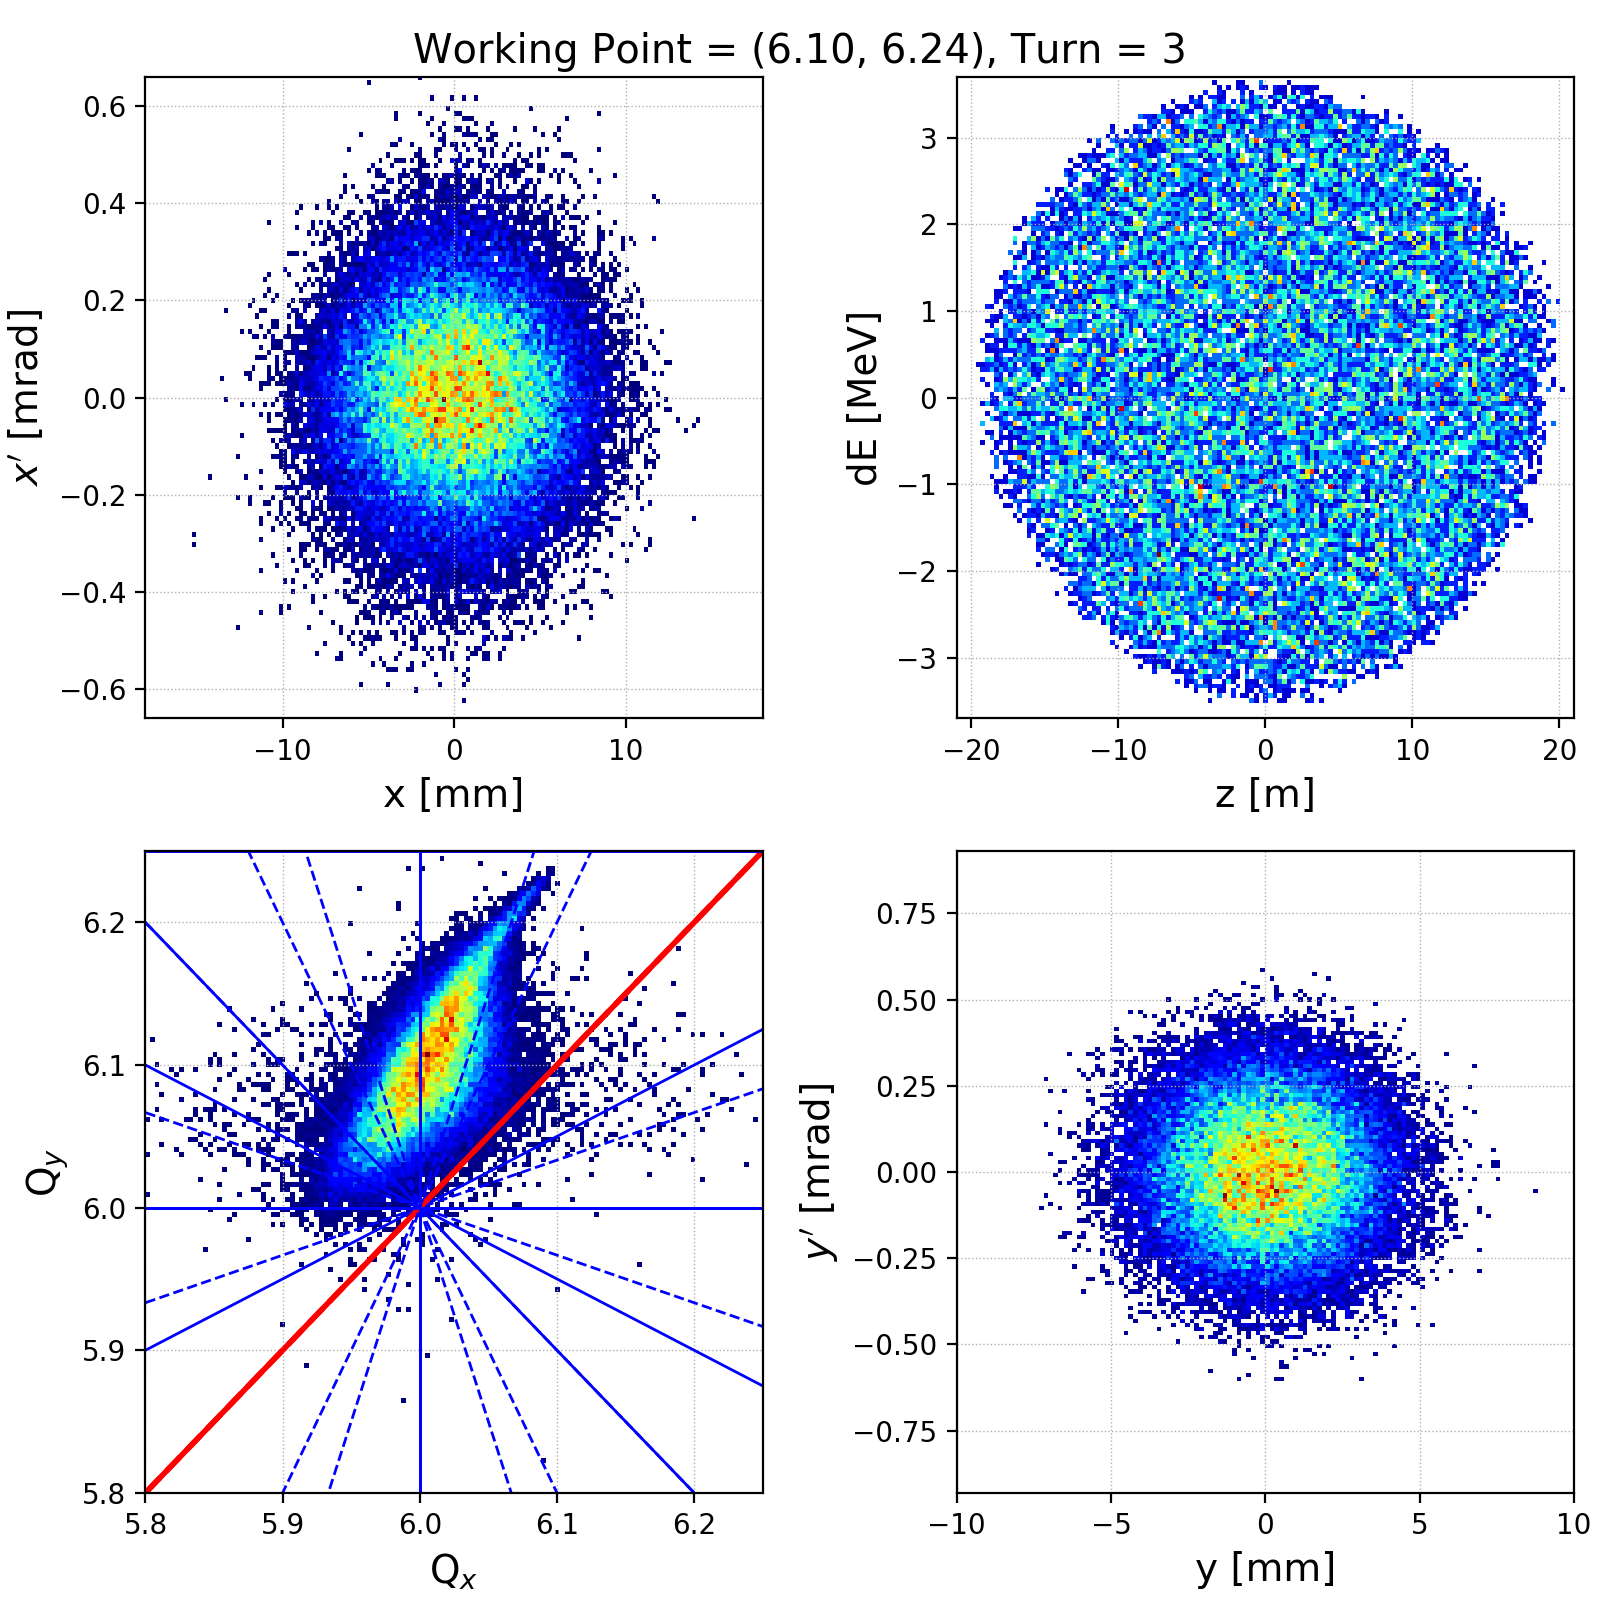 Working Point = (6.10, 6.24), Turn = 3
0.6
0.4
0.2
0.0
−0.2
−0.4
−0.6
x′ [mrad]
−10 0 10
x [mm]
3
2
1
0
−1
−2
−3
dE [MeV]
−20 −10 0 10 20
z [m]
6.2
6.1
6.0
5.9
5.8
Qy
5.8 5.9 6.0 6.1 6.2
Qx
0.75
0.50
0.25
0.00
−0.25
−0.50
−0.75
y′ [mrad]
−10 −5 0 5 10
y [mm]